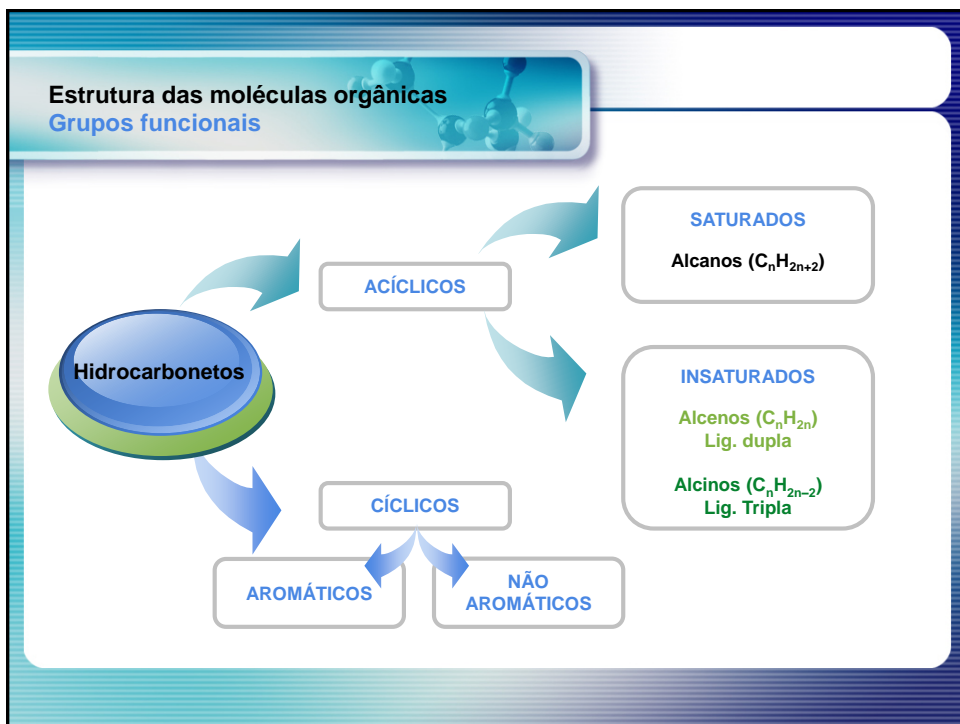 Estrutura das moléculas orgânicas
Grupos funcionais
SATURADOS
Alcanos (CₙH₂ₙ₊₂)
ACÍCLICOS
Hidrocarbonetos
INSATURADOS
Alcenos (CₙH₂ₙ)
Lig. dupla
Alcinos (CₙH₂ₙ₋₂)
Lig. Tripla
CÍCLICOS
AROMÁTICOS
NÃO
AROMÁTICOS